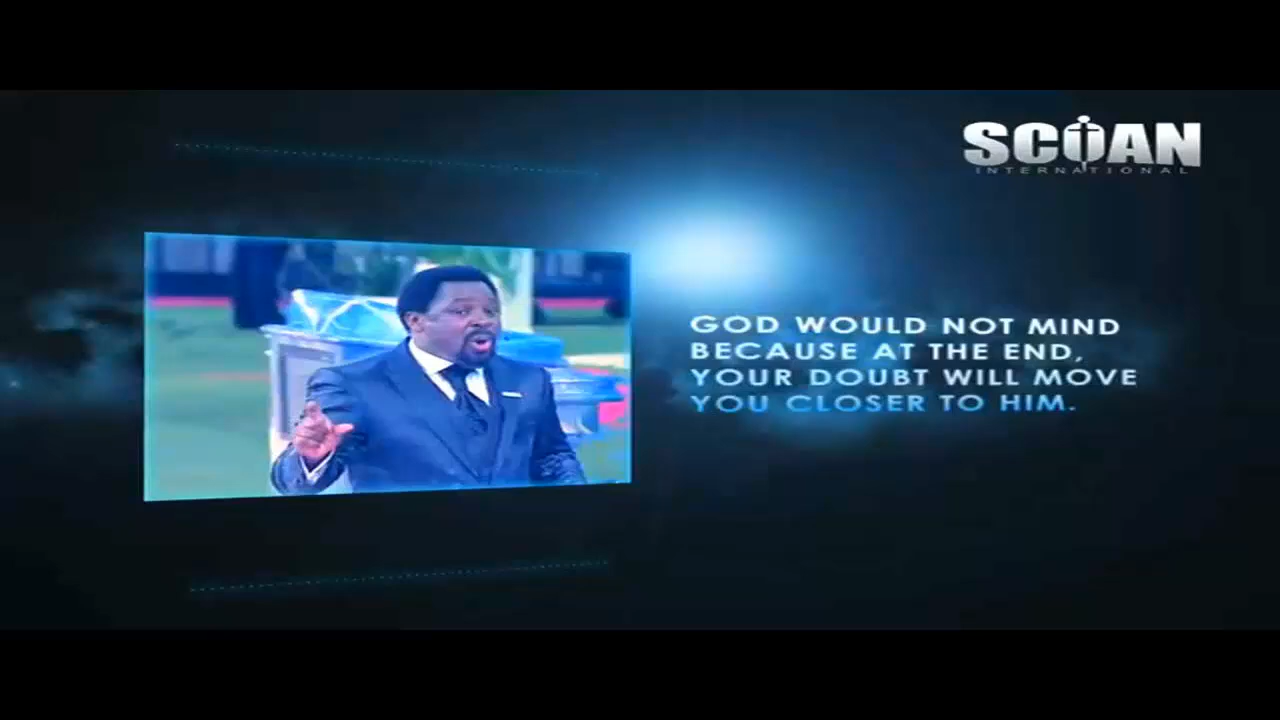 SCOAN
INTERNATIONAL
GOD WOULD NOT MIND
BECAUSE AT THE END,
YOUR DOUBT WILL MOVE
YOU CLOSER TO HIM.